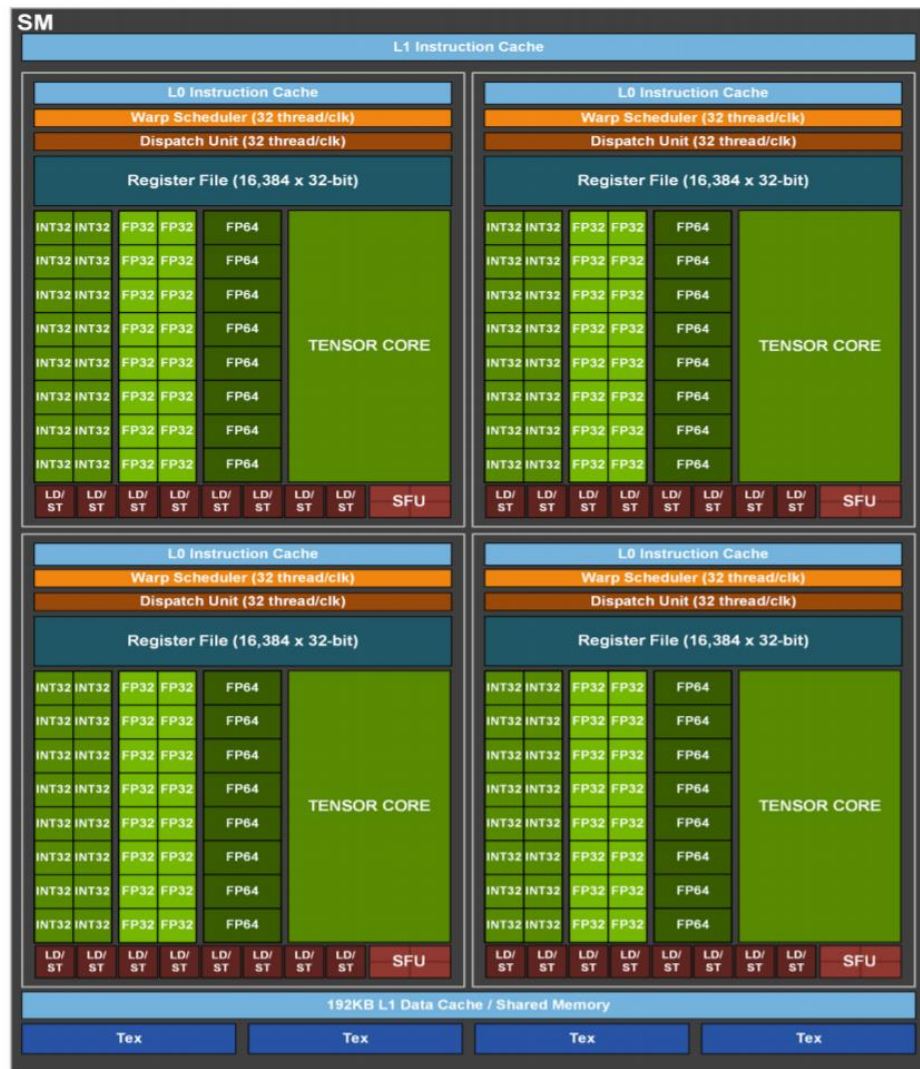 SM
L1 Instruction Cache
L0 Instruction Cache
Warp Scheduler (32 thread/clk)
Dispatch Unit (32 thread/clk)
Register File (16,384 x 32-bit)
INT32 INT32 FP32 FP32 FP64
INT32 INT32 FP32 FP32 FP64
INT32 INT32 FP32 FP32 FP64
INT32 INT32 FP32 FP32 FP64
TENSOR CORE
INT32 INT32 FP32 FP32 FP64
INT32 INT32 FP32 FP32 FP64
INT32 INT32 FP32 FP32 FP64
INT32 INT32 FP32 FP32 FP64
LD/ LD/ LD/ LD/ LD/ LD/ LD/ LD/
ST ST ST ST ST ST ST ST
SFU
L0 Instruction Cache
Warp Scheduler (32 thread/clk)
Dispatch Unit (32 thread/clk)
Register File (16,384 x 32-bit)
INT32 INT32 FP32 FP32 FP64
INT32 INT32 FP32 FP32 FP64
INT32 INT32 FP32 FP32 FP64
INT32 INT32 FP32 FP32 FP64
TENSOR CORE
INT32 INT32 FP32 FP32 FP64
INT32 INT32 FP32 FP32 FP64
INT32 INT32 FP32 FP32 FP64
INT32 INT32 FP32 FP32 FP64
LD/ LD/ LD/ LD/ LD/ LD/ LD/ LD/
ST ST ST ST ST ST ST ST
SFU
L0 Instruction Cache
Warp Scheduler (32 thread/clk)
Dispatch Unit (32 thread/clk)
Register File (16,384 x 32-bit)
INT32 INT32 FP32 FP32 FP64
INT32 INT32 FP32 FP32 FP64
INT32 INT32 FP32 FP32 FP64
INT32 INT32 FP32 FP32 FP64
TENSOR CORE
INT32 INT32 FP32 FP32 FP64
INT32 INT32 FP32 FP32 FP64
INT32 INT32 FP32 FP32 FP64
INT32 INT32 FP32 FP32 FP64
LD/ LD/ LD/ LD/ LD/ LD/ LD/ LD/
ST ST ST ST ST ST ST ST
SFU
L0 Instruction Cache
Warp Scheduler (32 thread/clk)
Dispatch Unit (32 thread/clk)
Register File (16,384 x 32-bit)
INT32 INT32 FP32 FP32 FP64
INT32 INT32 FP32 FP32 FP64
INT32 INT32 FP32 FP32 FP64
INT32 INT32 FP32 FP32 FP64
TENSOR CORE
INT32 INT32 FP32 FP32 FP64
INT32 INT32 FP32 FP32 FP64
INT32 INT32 FP32 FP32 FP64
INT32 INT32 FP32 FP32 FP64
LD/ LD/ LD/ LD/ LD/ LD/ LD/ LD/
ST ST ST ST ST ST ST ST
SFU
192KB L1 Data Cache / Shared Memory
Tex Tex Tex Tex